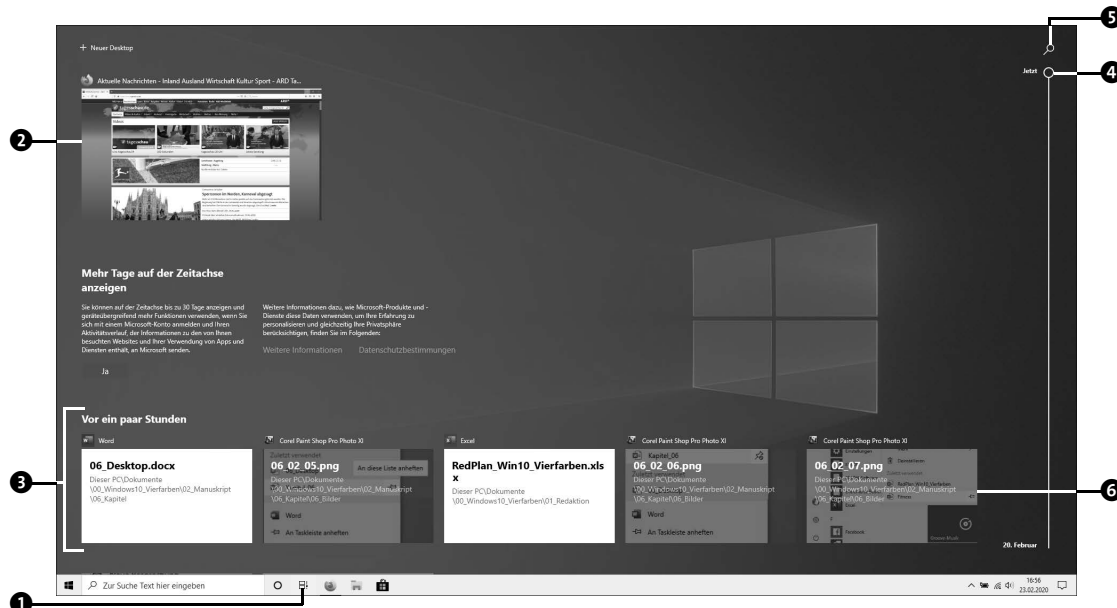 5
+ Neuer Desktop
Jetzt
4
Aktuelle Nachrichten - Inland Ausland Wirtschaft Kultur Sport - ARD Ta...
tagesschau
2
Mehr Tage auf der Zeitachse
anzeigen
Sie können auf der Zeitachse bis zu 30 Tage anzeigen und
geräteübergreifend mehr Funktionen verwenden, wenn Sie
sich mit einem Microsoft-Konto anmelden und Ihren
Aktivitätsverlauf, der Informationen zu den von Ihnen
besuchten Websites und Ihrer Verwendung von Apps und
Diensten enthält, an Microsoft senden.
Weitere Informationen dazu, wie Microsoft-Produkte und -
Dienste diese Daten verwenden, um Ihre Erfahrung zu
personalisieren und gleichzeitig Ihre Privatsphäre
berücksichtigen, finden Sie im Folgenden:
Weitere Informationen Datenschutzbestimmungen
Ja
Vor ein paar Stunden
3
Word
06_Desktop.docx
Dieser PC\Dokumente
\00_Windows10_Vierfarben\02_Manuskript
\06_Kapitel
Corel Paint Shop Pro Photo XI
Zuletzt verwendet
06_02_05.png
An diese Liste anheften
Dieser PC\Dokumente
\00_Windows10_Vierfarben\02_Manuskript
\06_Kapitel\06_Bilder
Word
An Taskleiste anheften
Excel
RedPlan_Win10_Vierfarben.xls
x
Dieser PC\Dokumente
\00_Windows10_Vierfarben\01_Redaktion
Corel Paint Shop Pro Photo XI
Kapitel_06
06_02_06.png
Dieser PC\Dokumente
\00_Windows10_Vierfarben\02_Manuskript
\06_Kapitel\06_Bilder
Word
An Taskleiste anheften
Corel Paint Shop Pro Photo XI
Einstellungen
06_02_07.png
Dieser PC\Dokumente
\00_Windows10_Vierfarben\02_Manuskript
\06_Kapitel\06_Bilder
Excel
Facebook
6
20. Februar
Zur Suche Text hier eingeben
16:56
23.02.2020
1